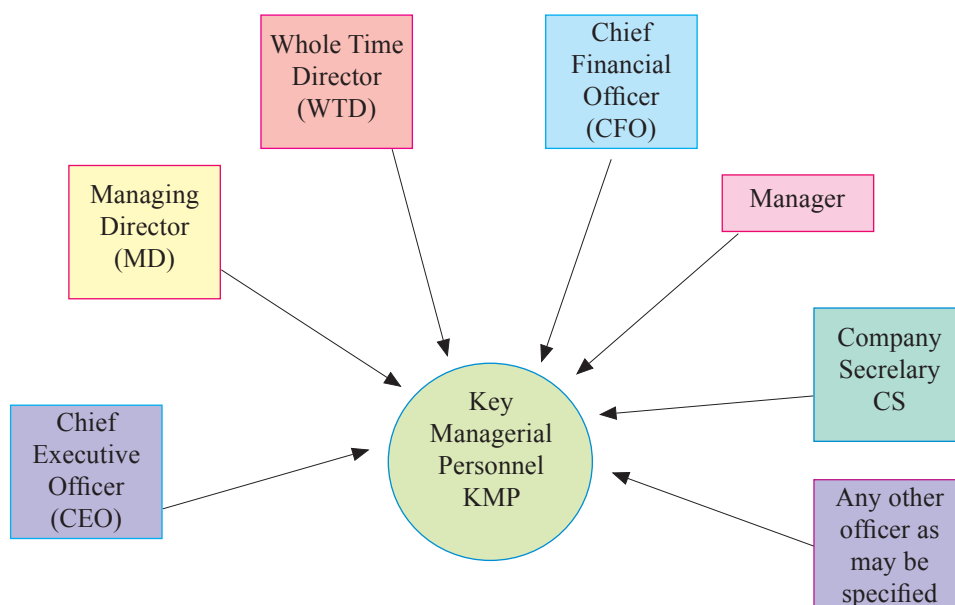 Whole Time
Director
(WTD)
Chief
Financial
Officer
(CFO)
Managing
Director
(MD)
Manager
Company
Secrelary
CS
Key
Managerial
Personnel
KMP
Chief
Executive
Officer
(CEO)
Any other
officer as
may be
specified